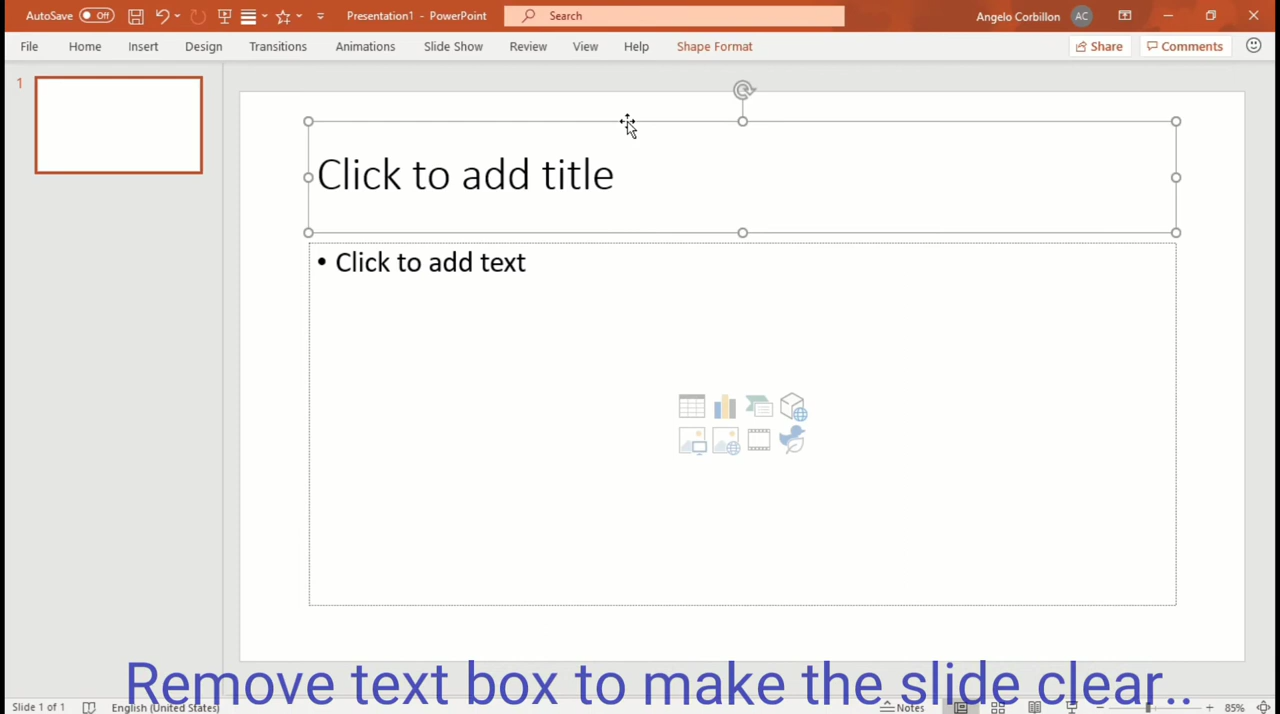 AutoSave Off Presentation1 - PowerPoint Search Angelo Corbillon AC
File Home Insert Design Transitions Animations Slide Show Review View Help Shape Format Share Comments
1
Click to add title
• Click to add text
Remove text box to make the slide clear..
Slide 1 of 1 English (United States) Notes 85%